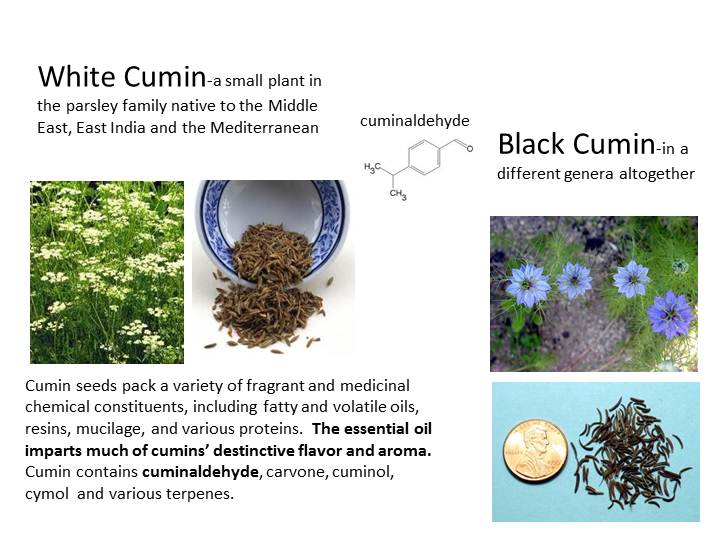 White Cumin-a small plant in
the parsley family native to the Middle
East, East India and the Mediterranean
cuminaldehyde
H₃C
O
CH₃
Black Cumin-in a
different genera altogether
Cumin seeds pack a variety of fragrant and medicinal
chemical constituents, including fatty and volatile oils,
resins, mucilage, and various proteins. The essential oil
imparts much of cumins’ destinctive flavor and aroma.
Cumin contains cuminaldehyde, carvone, cuminol,
cymol and various terpenes.